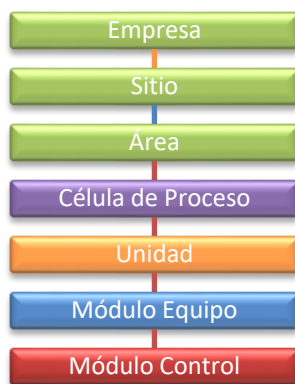 Empresa
Sitio
Área
Célula de Proceso
Unidad
Módulo Equipo
Módulo Control